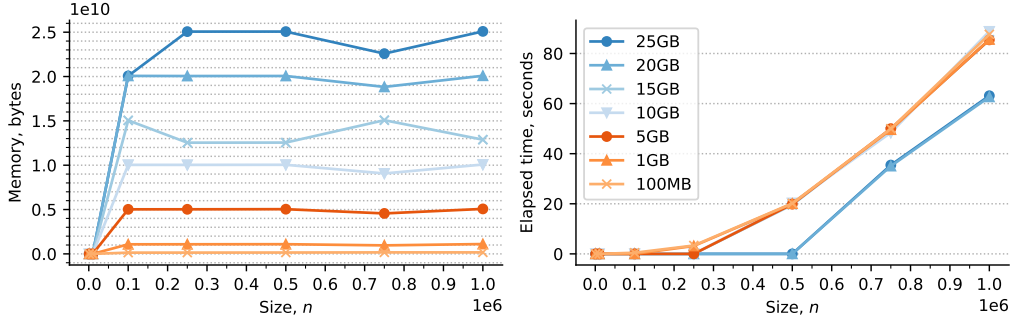 1e10
2.5
2.0
1.5
1.0
0.5
0.0
Memory, bytes
0.0 0.1 0.2 0.3 0.4 0.5 0.6 0.7 0.8 0.9 1.0
1e6
Size, n
80
60
40
20
0
Elapsed time, seconds
25GB
20GB
15GB
10GB
5GB
1GB
100MB
0.0 0.1 0.2 0.3 0.4 0.5 0.6 0.7 0.8 0.9 1.0
1e6
Size, n